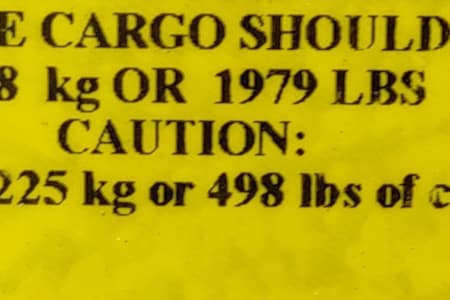 E CARGO SHOULD
8 kg OR 1979 LBS
CAUTION:
225 kg or 498 lbs of c